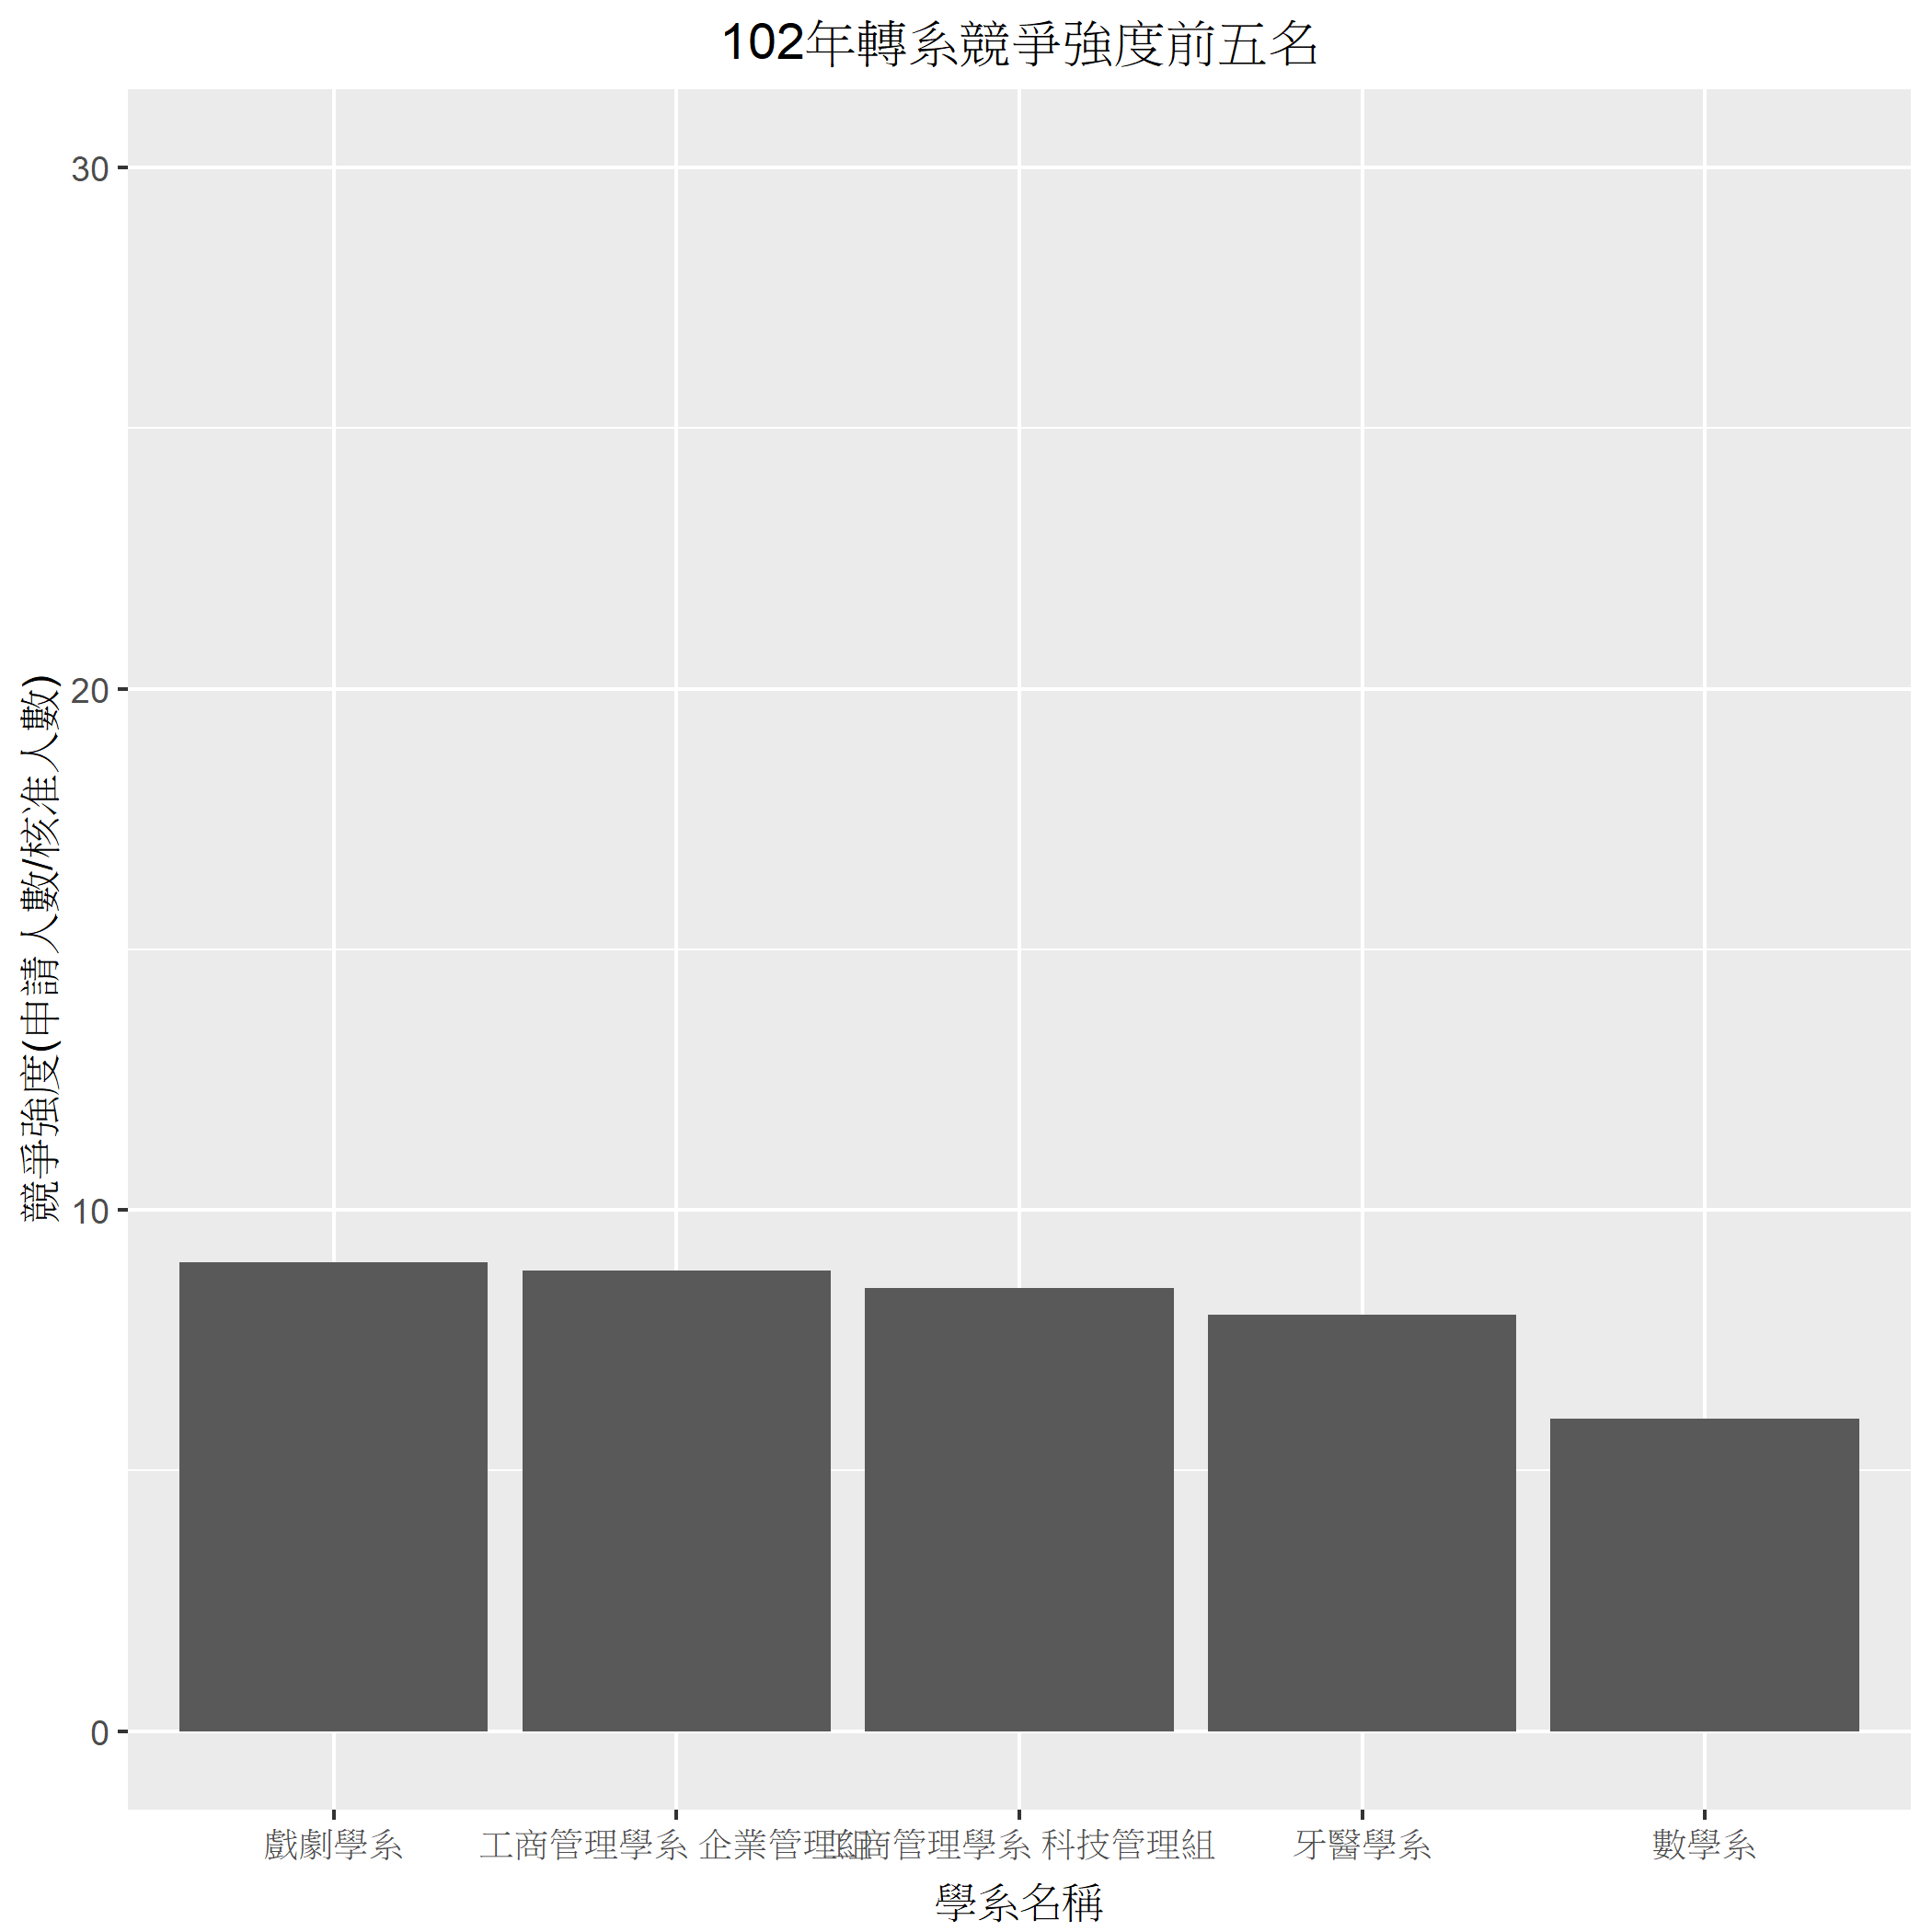 102年轉系競爭強度前五名
競爭強度(申請人數/核准人數)
30
20
10
0
戲劇學系
工商管理學系 企業管理組
工商管理學系 科技管理組
牙醫學系
數學系
學系名稱